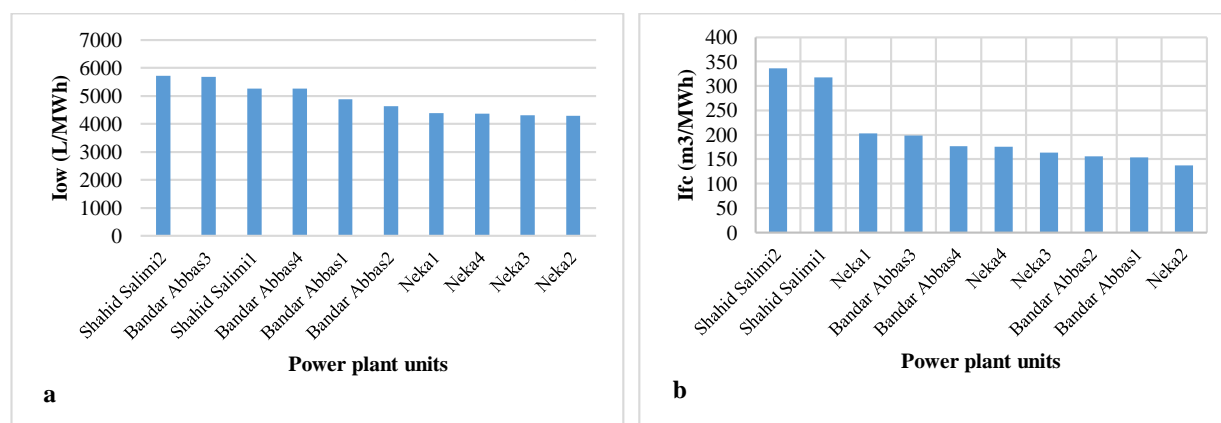 7000
6000
5000
4000
3000
2000
1000
0
Iow (L/MWh)
Shahid Salimi2
Bandar Abbas3
Shahid Salimi1
Bandar Abbas4
Bandar Abbas1
Bandar Abbas2
Neka1
Neka4
Neka3
Neka2
Power plant units
a
400
350
300
250
200
150
100
50
0
Ifc (m3/MWh)
Shahid Salimi2
Shahid Salimi1
Neka1
Bandar Abbas3
Bandar Abbas4
Neka4
Neka3
Bandar Abbas2
Bandar Abbas1
Neka2
Power plant units
b